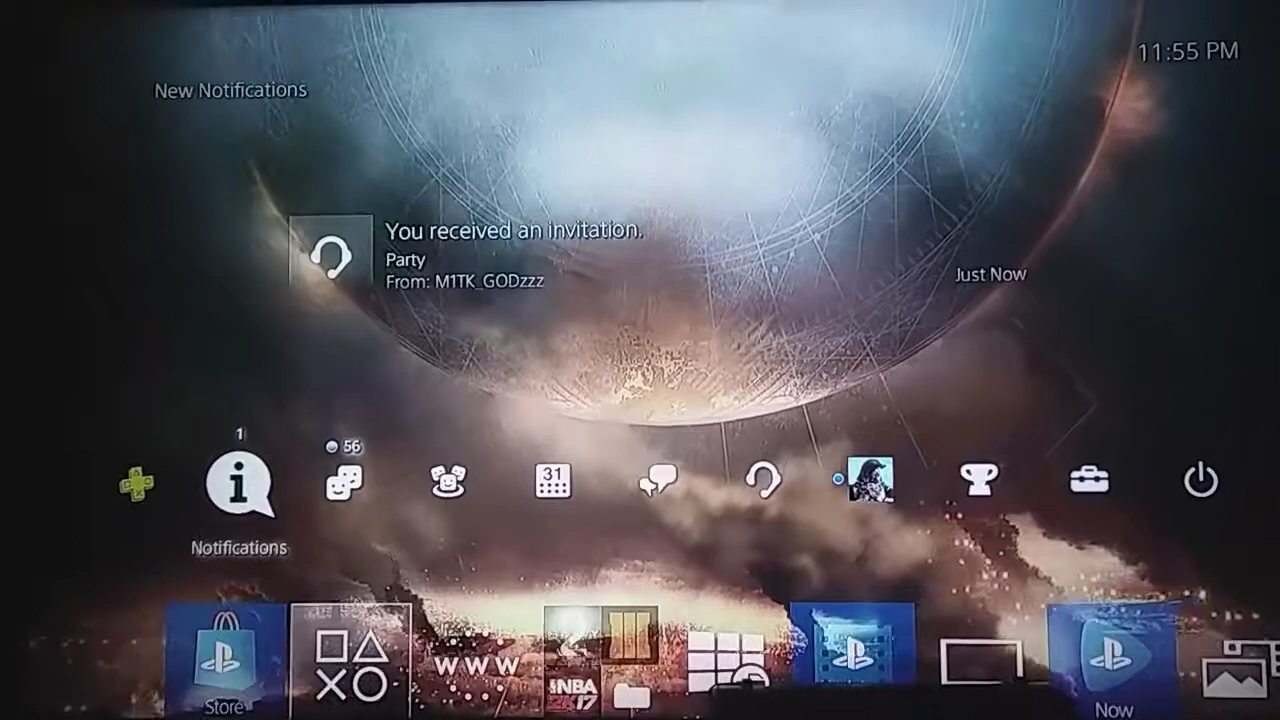 11:55 PM
New Notifications
You received an invitation.
Party
From: M1TK_GODzzz
Just Now
1
56
31
Notifications
www
NBA
2K17
Store
Now